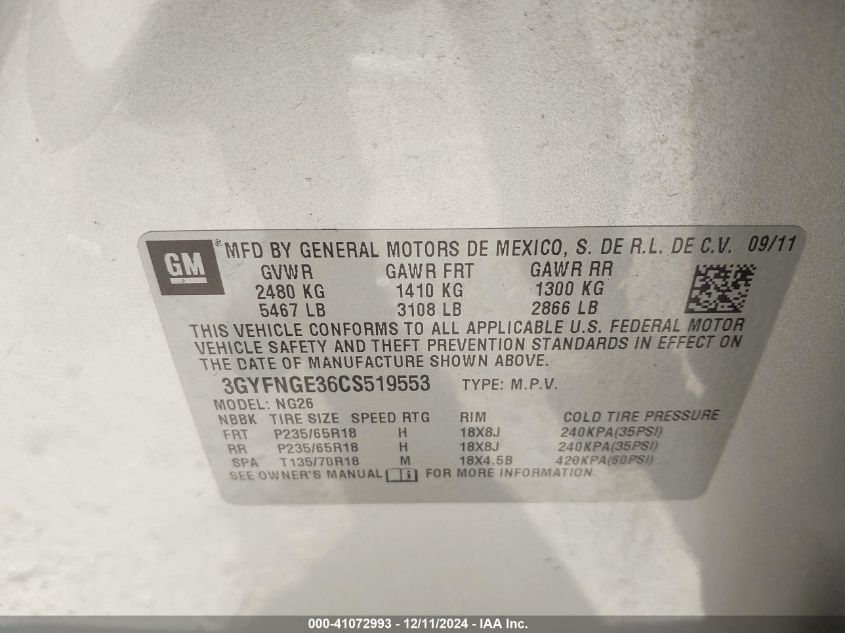 GM® MFD BY GENERAL MOTORS DE MEXICO, S. DE R.L. DE C.V. 09/11
GVWR GAWR FRT GAWR RR
2480 KG 1410 KG 1300 KG
5467 LB 3108 LB 2866 LB
THIS VEHICLE CONFORMS TO ALL APPLICABLE U.S. FEDERAL MOTOR
VEHICLE SAFETY AND THEFT PREVENTION STANDARDS IN EFFECT ON
THE DATE OF MANUFACTURE SHOWN ABOVE.
3GYFNGE36CS519553 TYPE: M.P.V.
MODEL: NG26
NBBK TIRE SIZE SPEED RTG RIM COLD TIRE PRESSURE
FRT P235/65R18 H 18X8J 240KPA(35PSI)
RR P235/65R18 H 18X8J 240KPA(35PSI)
SPA T135/70R18 M 18X4.5B 420KPA(60PSI)
SEE OWNER'S MANUAL FOR MORE INFORMATION.
000-41072993 - 12/11/2024 - IAA Inc.